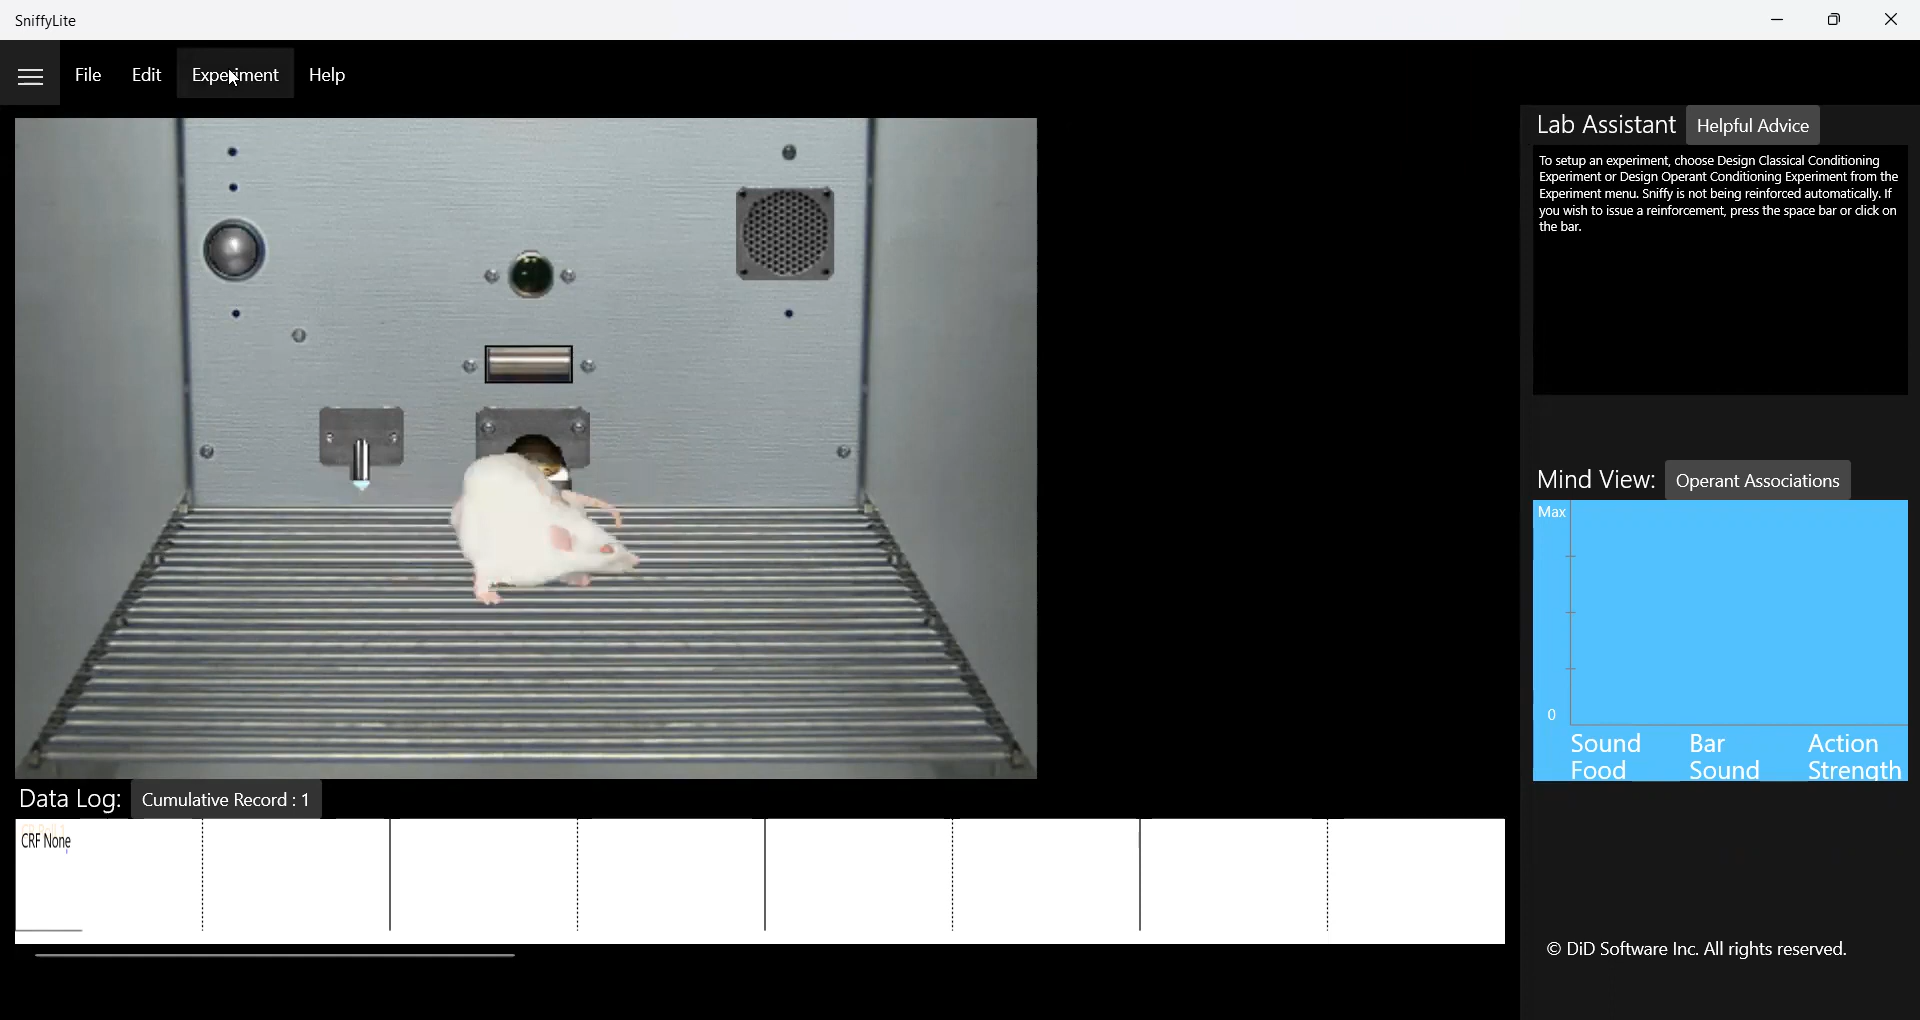 SniffyLite
File Edit Experiment Help
Lab Assistant Helpful Advice
To setup an experiment, choose Design Classical Conditioning
Experiment or Design Operant Conditioning Experiment from the
Experiment menu. Sniffy is not being reinforced automatically. If
you wish to issue a reinforcement, press the space bar or click on
the bar.
Mind View: Operant Associations
Max
0
Sound Bar Action
Food Sound Strength
Data Log: Cumulative Record : 1
CRF None
© DiD Software Inc. All rights reserved.